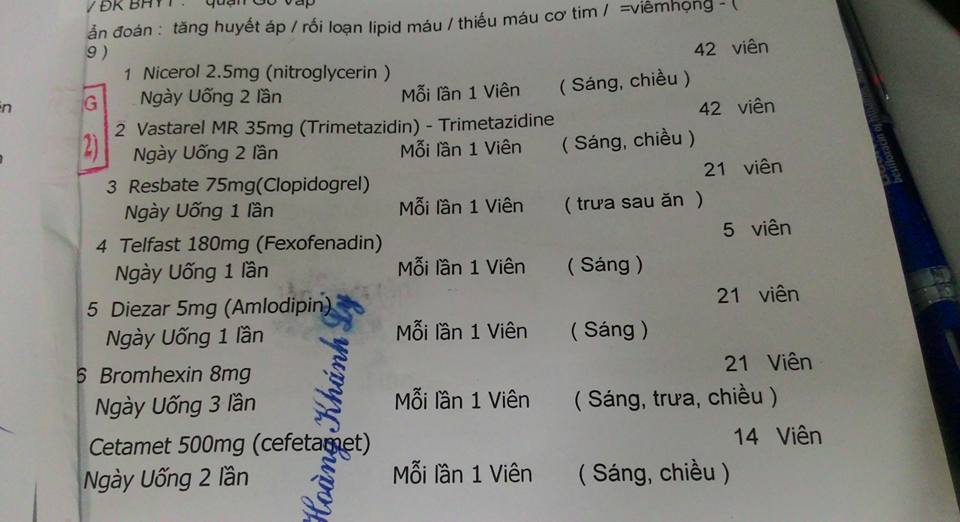 ĐK BHYT : quận Gò Vấp
ẩn đoán : tăng huyết áp / rối loạn lipid máu / thiếu máu cơ tim / =viêmhọng - (
9 )
1 Nicerol 2.5mg (nitroglycerin ) 42 viên
Ngày Uống 2 lần Mỗi lần 1 Viên ( Sáng, chiều )
G
2)
2 Vastarel MR 35mg (Trimetazidin) - Trimetazidine 42 viên
Ngày Uống 2 lần Mỗi lần 1 Viên ( Sáng, chiều )
3 Resbate 75mg(Clopidogrel) 21 viên
Ngày Uống 1 lần Mỗi lần 1 Viên ( trưa sau ăn )
4 Telfast 180mg (Fexofenadin) 5 viên
Ngày Uống 1 lần Mỗi lần 1 Viên ( Sáng )
5 Diezar 5mg (Amlodipin) 21 viên
Ngày Uống 1 lần Mỗi lần 1 Viên ( Sáng )
6 Bromhexin 8mg 21 Viên
Ngày Uống 3 lần Mỗi lần 1 Viên ( Sáng, trưa, chiều )
Cetamet 500mg (cefetamet) 14 Viên
Ngày Uống 2 lần Mỗi lần 1 Viên ( Sáng, chiều )
Hoàng Khánh Ly